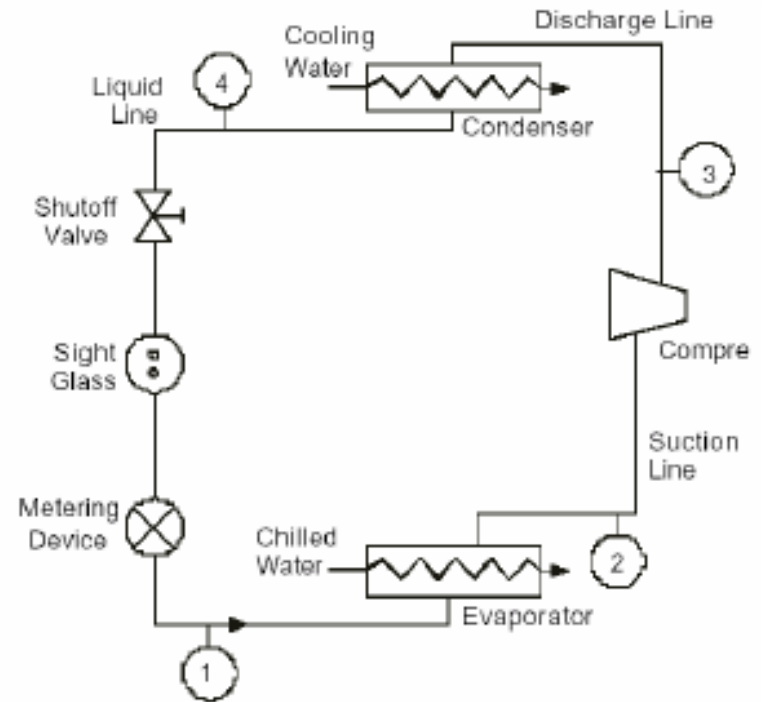 Discharge Line
Cooling
Water
4
Liquid
Line
Condenser
3
Shutoff
Valve
Sight
Glass
Compre
Suction
Line
Metering
Device
Chilled
Water
2
Evaporator
1